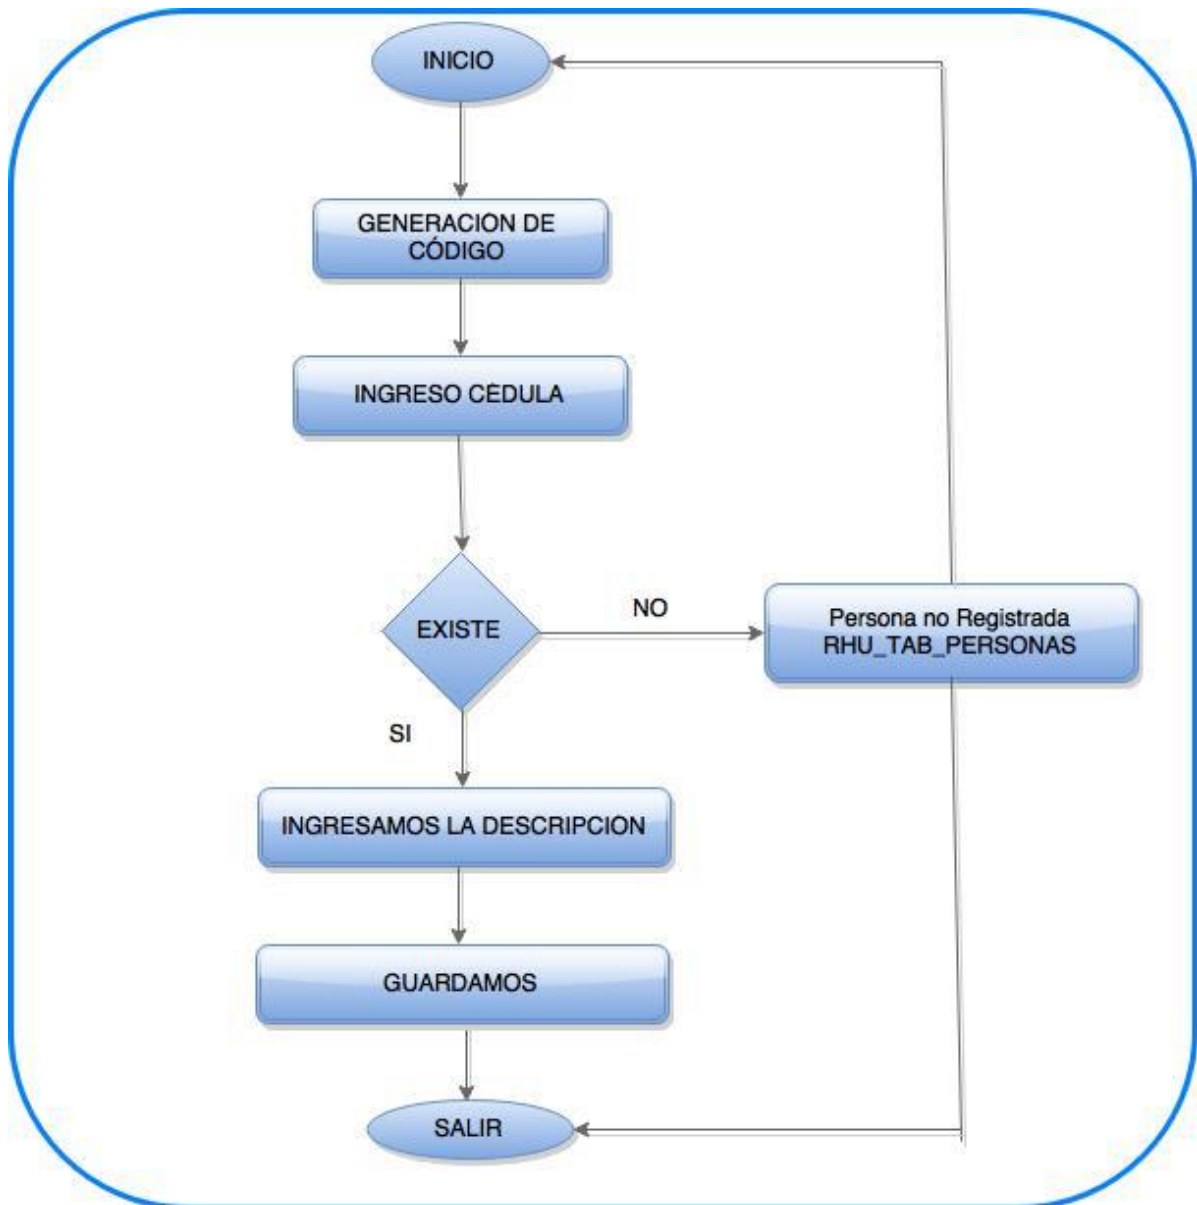 INICIO
GENERACION DE
CÓDIGO
INGRESO CÉDULA
EXISTE
NO
Persona no Registrada
RHU_TAB_PERSONAS
SI
INGRESAMOS LA DESCRIPCION
GUARDAMOS
SALIR